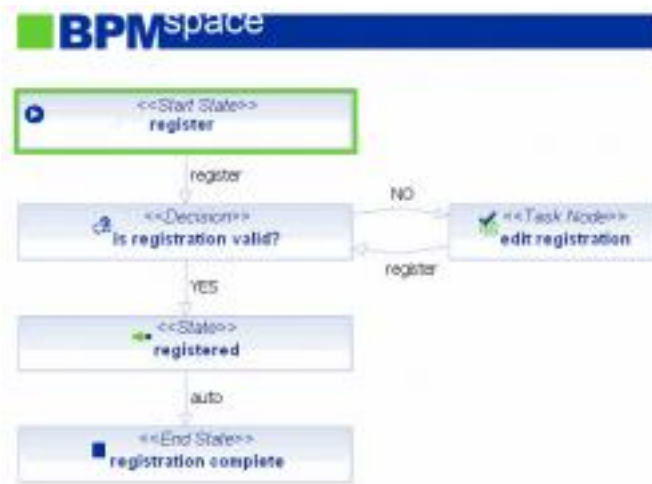 BPMspace
<<Start State>>
register
register
<<Decision>>
is registration valid?
NO
<<Task Node>>
edit registration
register
YES
<<State>>
registered
auto
<<End State>>
registration complete